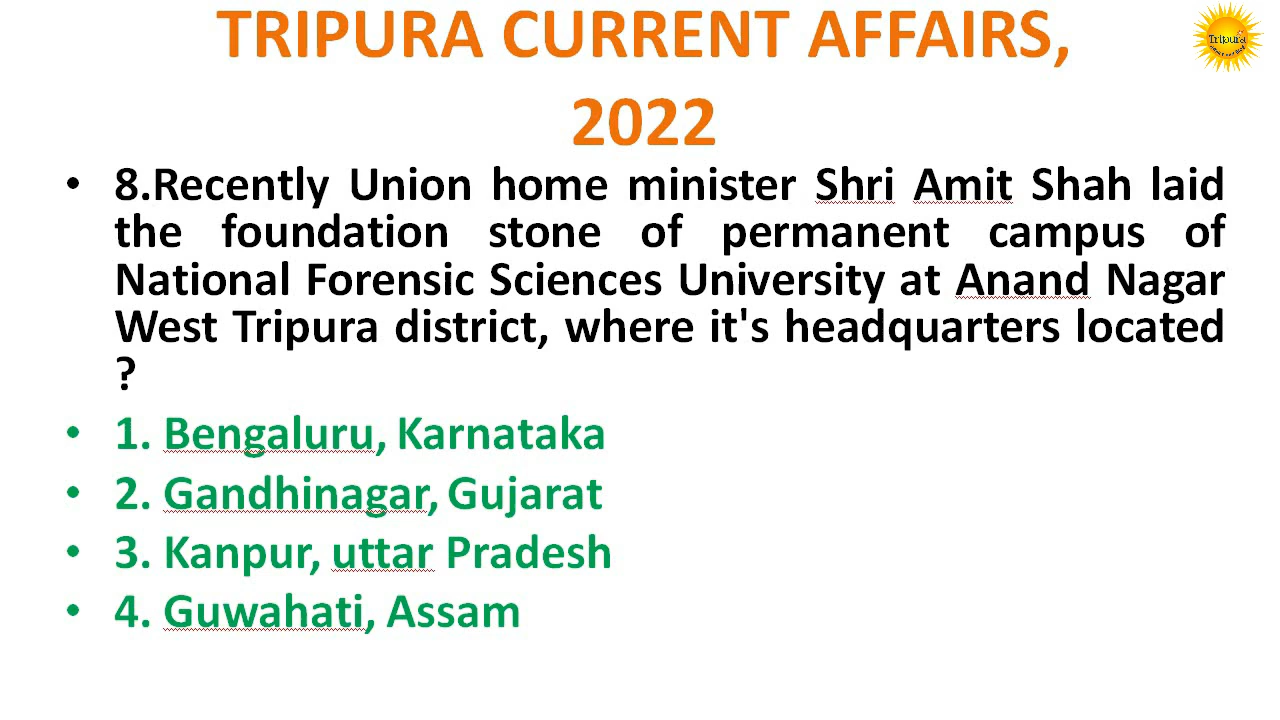 TRIPURA CURRENT AFFAIRS,
2022
Tripura
• 8.Recently Union home minister Shri Amit Shah laid
the foundation stone of permanent campus of
National Forensic Sciences University at Anand Nagar
West Tripura district, where it's headquarters located
?
• 1. Bengaluru, Karnataka
• 2. Gandhinagar, Gujarat
• 3. Kanpur, uttar Pradesh
• 4. Guwahati, Assam